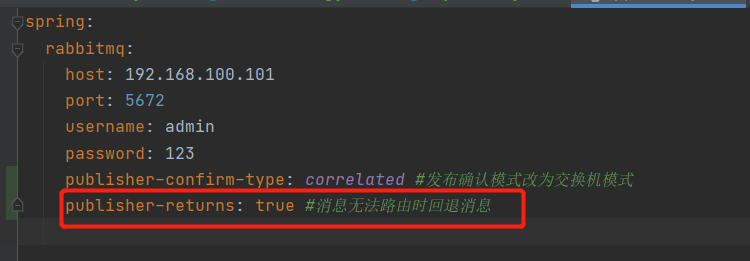 spring:
rabbitmq:
host: 192.168.100.101
port: 5672
username: admin
password: 123
publisher-confirm-type: correlated #发布确认模式改为交换机模式
publisher-returns: true #消息无法路由时回退消息